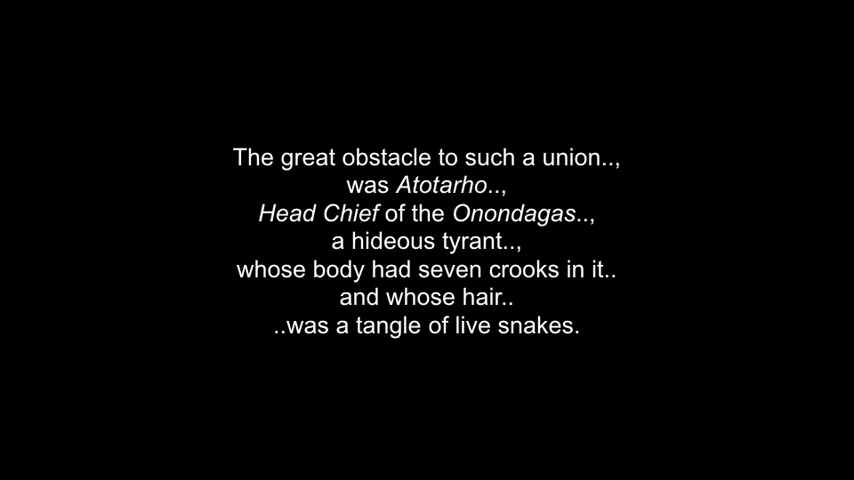 The great obstacle to such a union..,
was Atotarho..,
Head Chief of the Onondagas..,
a hideous tyrant..,
whose body had seven crooks in it..
and whose hair..
..was a tangle of live snakes.